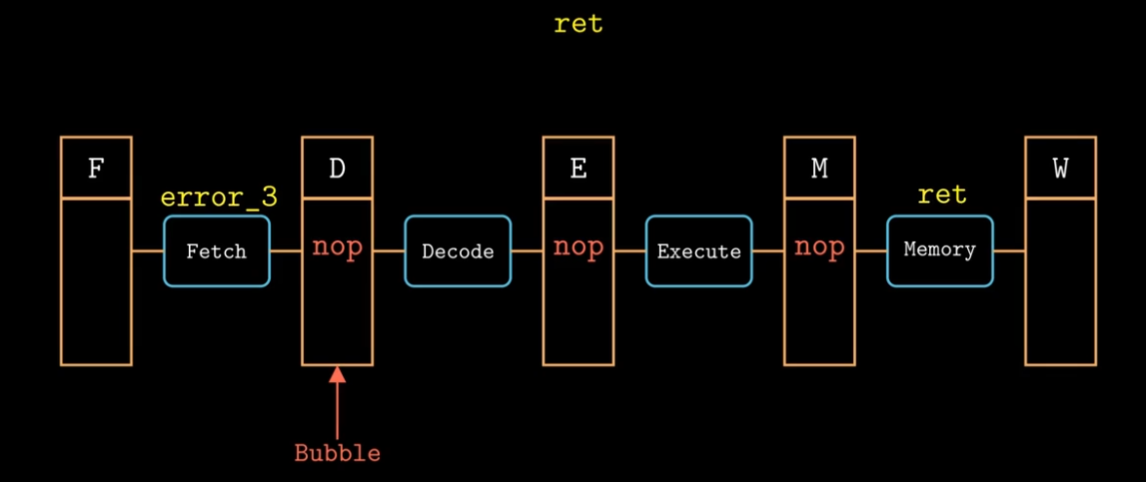 ret
F
D
E
M
W
error_3
ret
Fetch
nop
Decode
nop
Execute
nop
Memory
Bubble